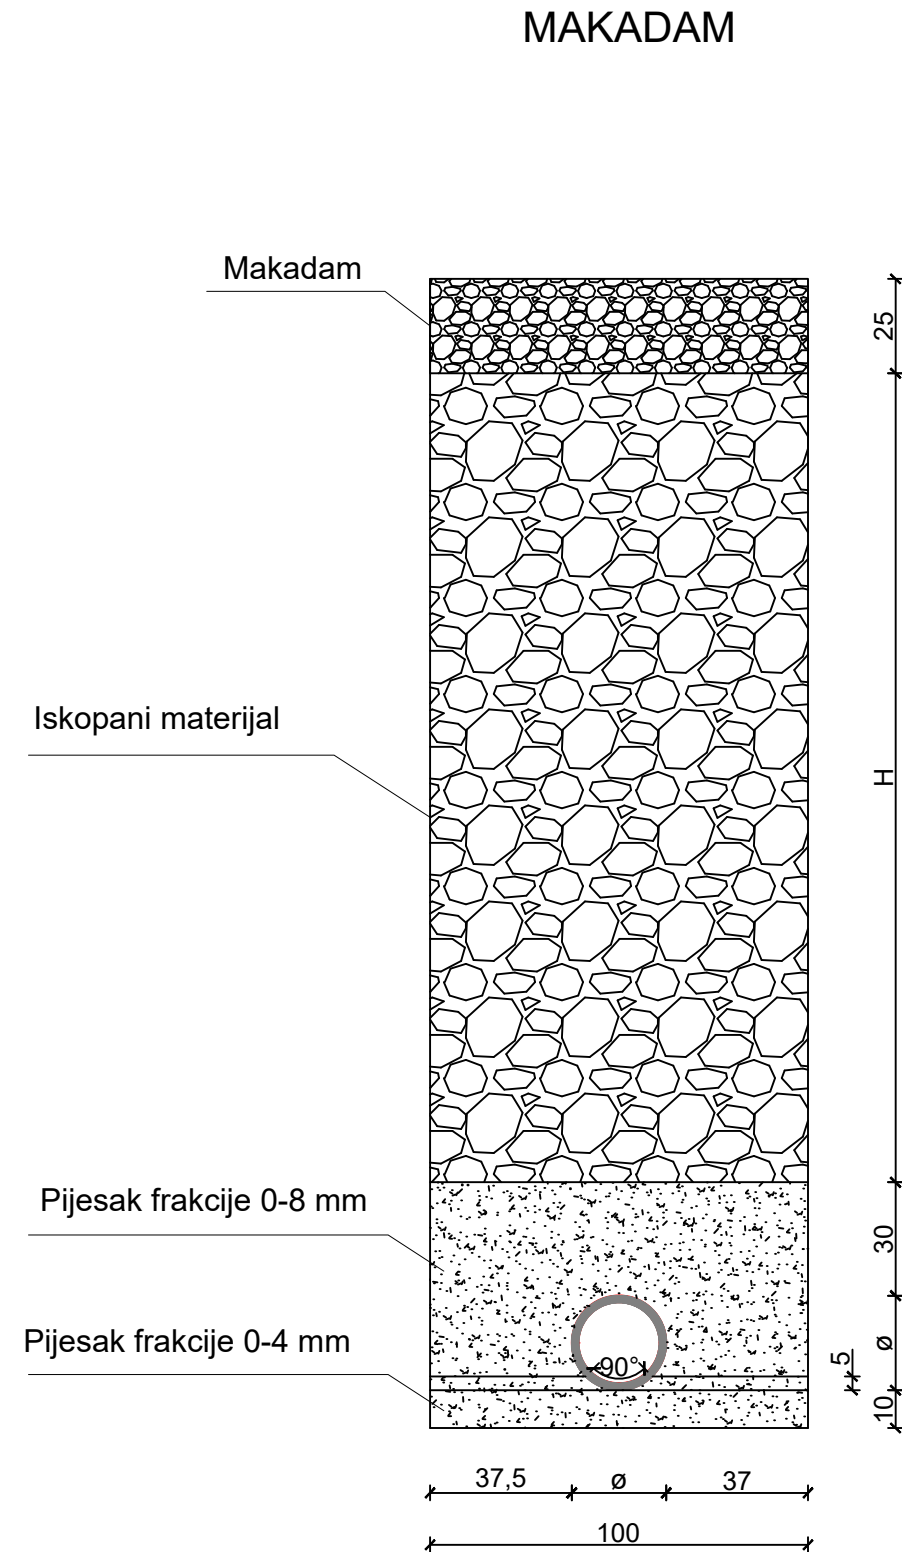 MAKADAM
Makadam
25
Iskopani materijal
H
Pijesak frakcije 0-8 mm
30
Pijesak frakcije 0-4 mm
90°
5
ø
10
37,5
ø
37
100